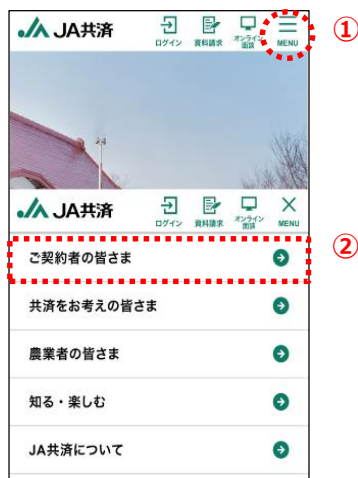 JA共済
ログイン
資料請求
オンライン
面談
MENU
①
JA共済
ログイン
資料請求
オンライン
面談
MENU
ご契約者の皆さま
②
共済をお考えの皆さま
農業者の皆さま
知る・楽しむ
JA共済について